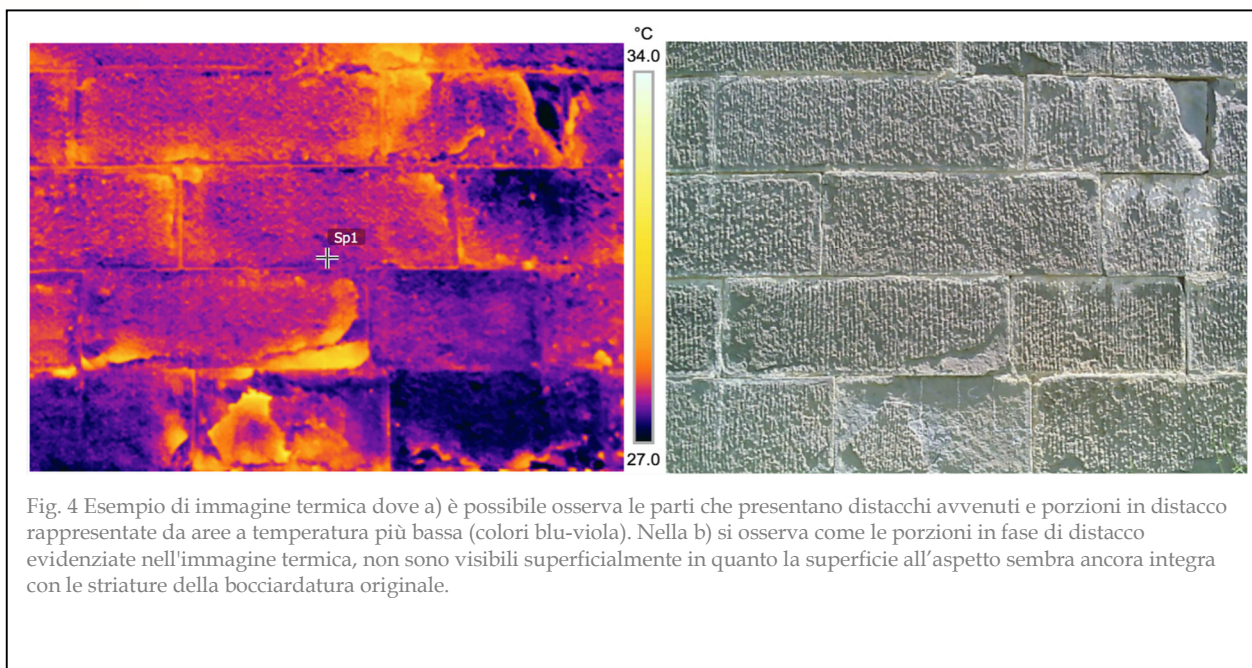 °C
34.0
Sp1
27.0
Fig. 4 Esempio di immagine termica dove a) è possibile osserva le parti che presentano distacchi avvenuti e porzioni in distacco
rappresentate da aree a temperatura più bassa (colori blu-viola). Nella b) si osserva come le porzioni in fase di distacco
evidenziate nell'immagine termica, non sono visibili superficialmente in quanto la superficie all’aspetto sembra ancora integra
con le striature della bocciardatura originale.